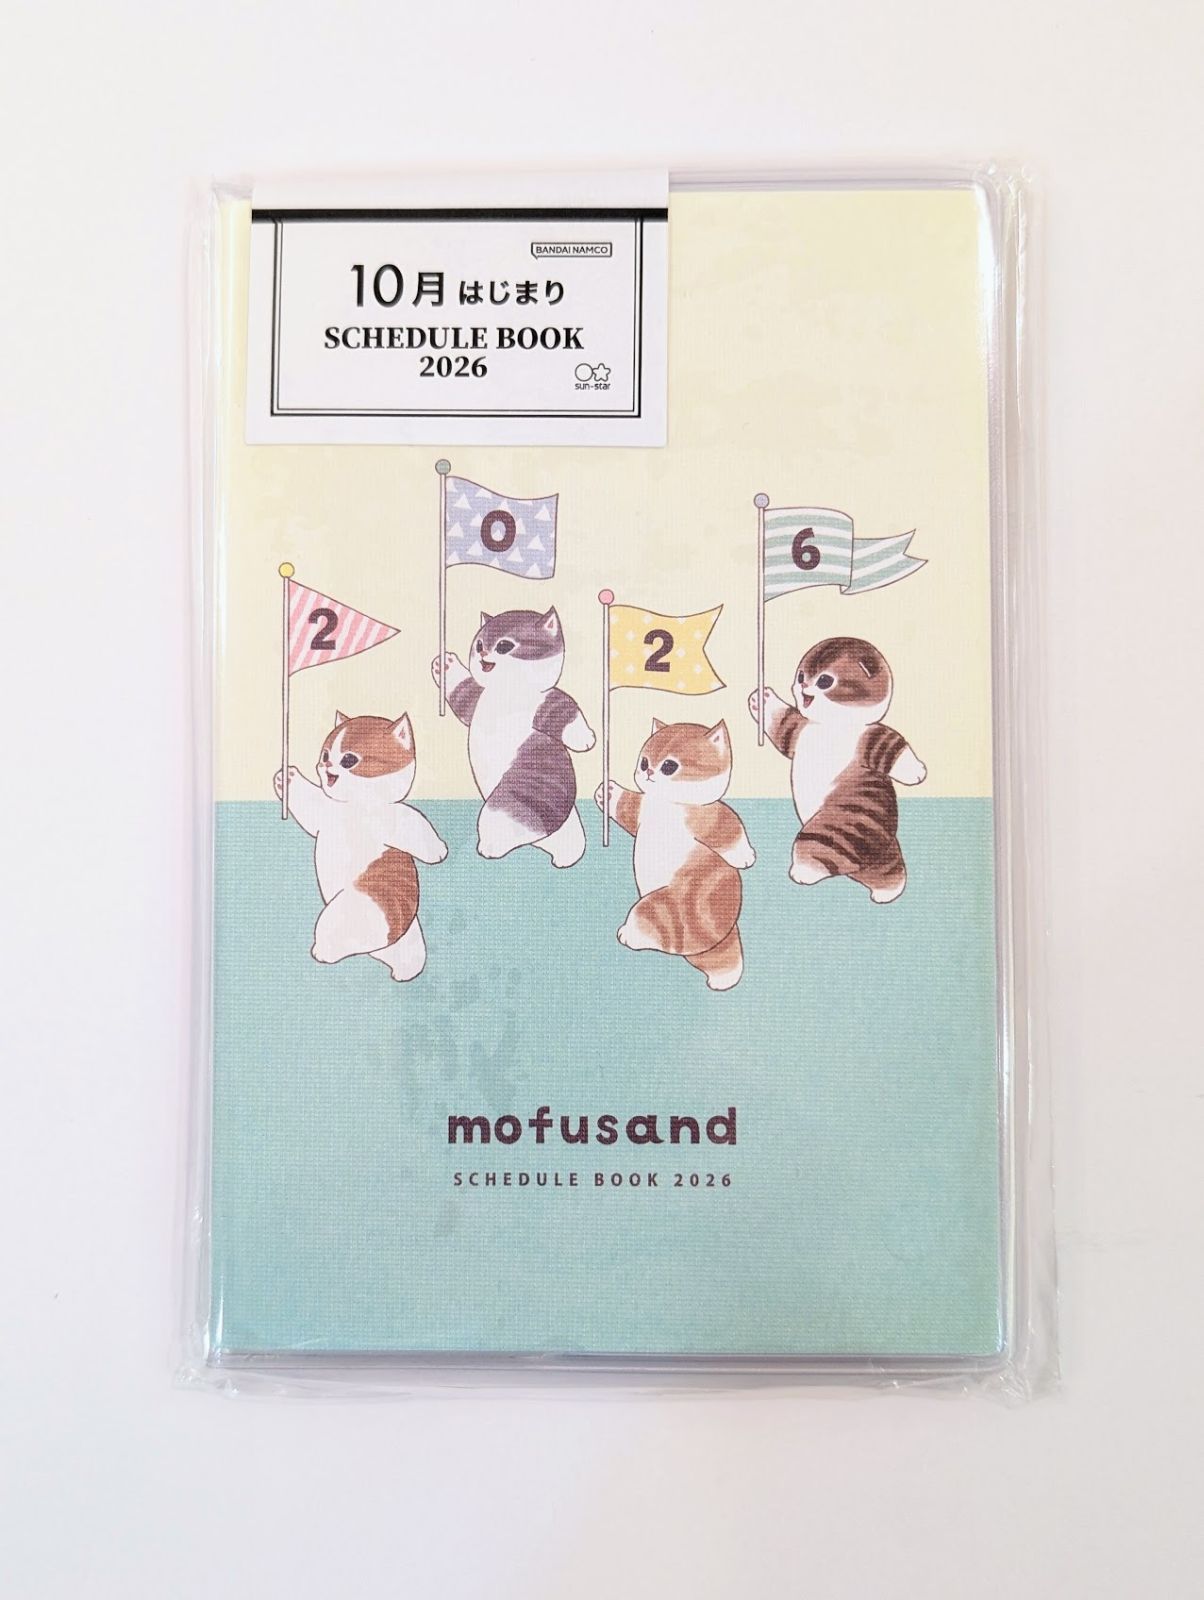 BANDAI NAMCO
10月 はじまり
SCHEDULE BOOK
2026
sun-star
2
0
2
6
mofusand
SCHEDULE BOOK 2026